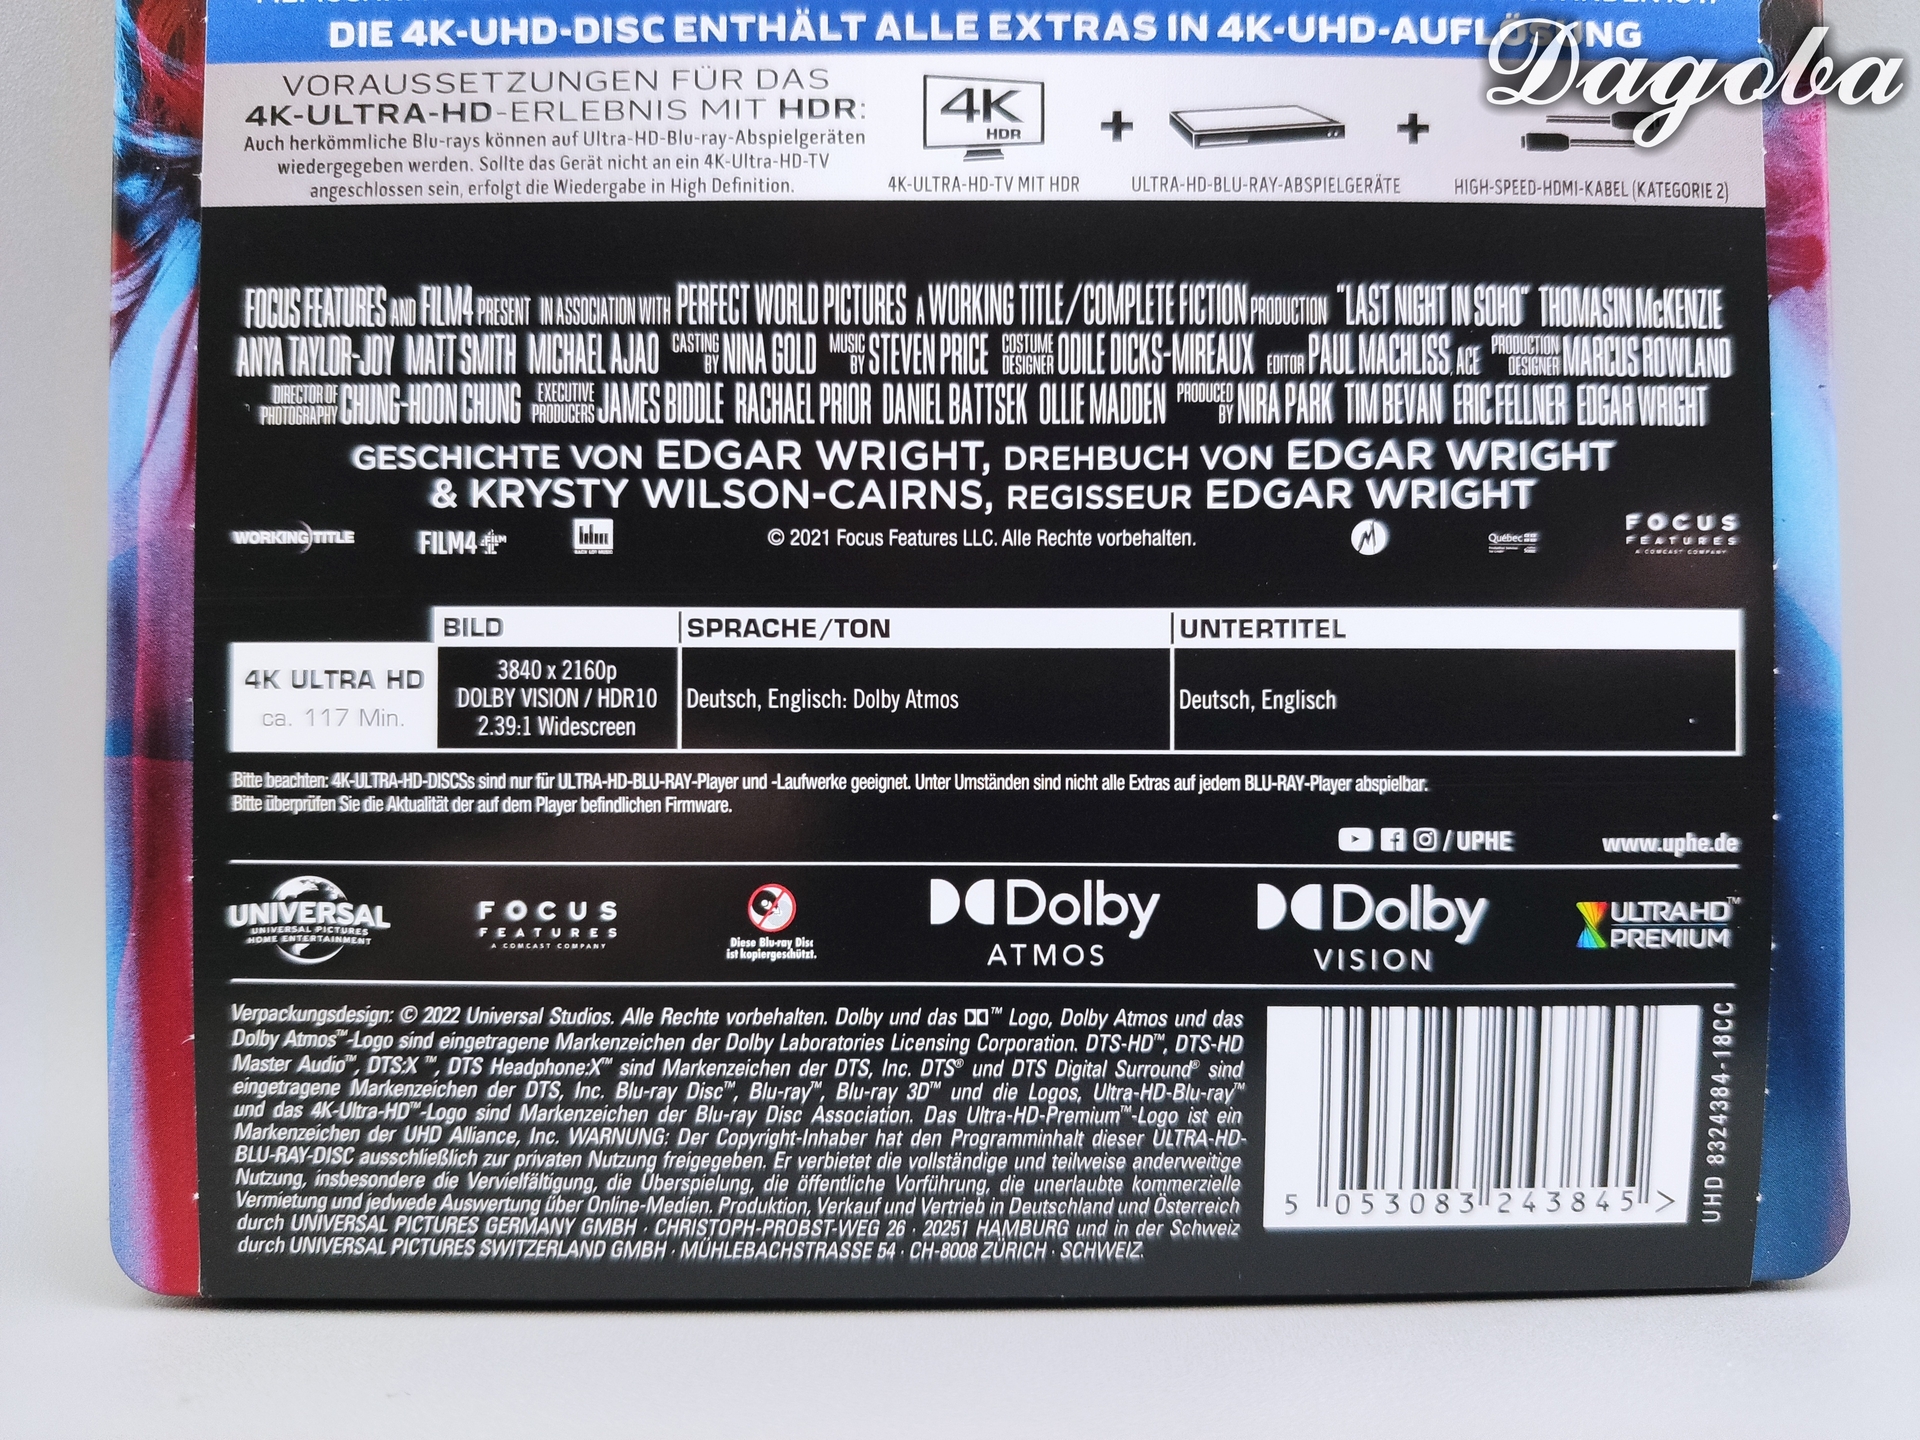 DIE 4K-UHD-DISC ENTHÄLT ALLE EXTRAS IN 4K-UHD-AUFLÖSUNG
Dagoba
VORAUSSETZUNGEN FÜR DAS
4K-ULTRA-HD-ERLEBNIS MIT HDR:
Auch herkömmliche Blu-rays können auf Ultra-HD-Blu-ray-Abspielgeräten
wiedergegeben werden. Sollte das Gerät nicht an ein 4K-Ultra-HD-TV
angeschlossen sein, erfolgt die Wiedergabe in High Definition.
4K
HDR
+ +
4K-ULTRA-HD-TV MIT HDR ULTRA-HD-BLU-RAY-ABSPIELGERÄTE HIGH-SPEED-HDMI-KABEL (KATEGORIE 2)
FOCUS FEATURES AND FILM4 PRESENT IN ASSOCIATION WITH PERFECT WORLD PICTURES A WORKING TITLE/COMPLETE FICTION PRODUCTION "LAST NIGHT IN SOHO" THOMASIN McKENZIE
ANYA TAYLOR-JOY MATT SMITH MICHAEL AJAO CASTING BY NINA GOLD MUSIC BY STEVEN PRICE COSTUME DESIGNER ODILE DICKS-MIREAUX EDITOR PAUL MACHLISS, ACE PRODUCTION DESIGNER MARCUS ROWLAND
DIRECTOR OF PHOTOGRAPHY CHUNG-HOON CHUNG EXECUTIVE PRODUCERS JAMES BIDDLE RACHAEL PRIOR DANIEL BATTSEK OLLIE MADDEN PRODUCED BY NIRA PARK TIM BEVAN ERIC FELLNER EDGAR WRIGHT
GESCHICHTE VON EDGAR WRIGHT, DREHBUCH VON EDGAR WRIGHT
& KRYSTY WILSON-CAIRNS, REGISSEUR EDGAR WRIGHT
WORKING TITLE FILM4 © 2021 Focus Features LLC. Alle Rechte vorbehalten. Québec FOCUS
FEATURES
A COMCAST COMPANY
BILD SPRACHE/TON UNTERTITEL
4K ULTRA HD
ca. 117 Min.
3840 x 2160p
DOLBY VISION / HDR10
2.39:1 Widescreen
Deutsch, Englisch: Dolby Atmos
Deutsch, Englisch
Bitte beachten: 4K-ULTRA-HD-DISCSs sind nur für ULTRA-HD-BLU-RAY-Player und -Laufwerke geeignet. Unter Umständen sind nicht alle Extras auf jedem BLU-RAY-Player abspielbar.
Bitte überprüfen Sie die Aktualität der auf dem Player befindlichen Firmware.
/UPHE www.uphe.de
UNIVERSAL
UNIVERSAL PICTURES
HOME ENTERTAINMENT
FOCUS
FEATURES
A COMCAST COMPANY
Diese Blu-ray Disc
ist kopiergeschützt.
Dolby
ATMOS
Dolby
VISION
ULTRA HD™
PREMIUM
Verpackungsdesign: © 2022 Universal Studios. Alle Rechte vorbehalten. Dolby und das ™ Logo, Dolby Atmos und das
Dolby Atmos™-Logo sind eingetragene Markenzeichen der Dolby Laboratories Licensing Corporation. DTS-HD™, DTS-HD
Master Audio™, DTS:X ™, DTS Headphone:X™ sind Markenzeichen der DTS, Inc. DTS® und DTS Digital Surround® sind
eingetragene Markenzeichen der DTS, Inc. Blu-ray Disc™, Blu-ray™, Blu-ray 3D™ und die Logos, Ultra-HD-Blu-ray™
und das 4K-Ultra-HD™-Logo sind Markenzeichen der Blu-ray Disc Association. Das Ultra-HD-Premium™-Logo ist ein
Markenzeichen der UHD Alliance, Inc. WARNUNG: Der Copyright-Inhaber hat den Programminhalt dieser ULTRA-HD-
BLU-RAY-DISC ausschließlich zur privaten Nutzung freigegeben. Er verbietet die vollständige und teilweise anderweitige
Nutzung, insbesondere die Vervielfältigung, die Überspielung, die öffentliche Vorführung, die unerlaubte kommerzielle
Vermietung und jedwede Auswertung über Online-Medien. Produktion, Verkauf und Vertrieb in Deutschland und Österreich
durch UNIVERSAL PICTURES GERMANY GMBH · CHRISTOPH-PROBST-WEG 26 · 20251 HAMBURG und in der Schweiz
durch UNIVERSAL PICTURES SWITZERLAND GMBH · MÜHLEBACHSTRASSE 54 · CH-8008 ZÜRICH · SCHWEIZ.
5 053083 243845 >
UHD 8324384-18CC